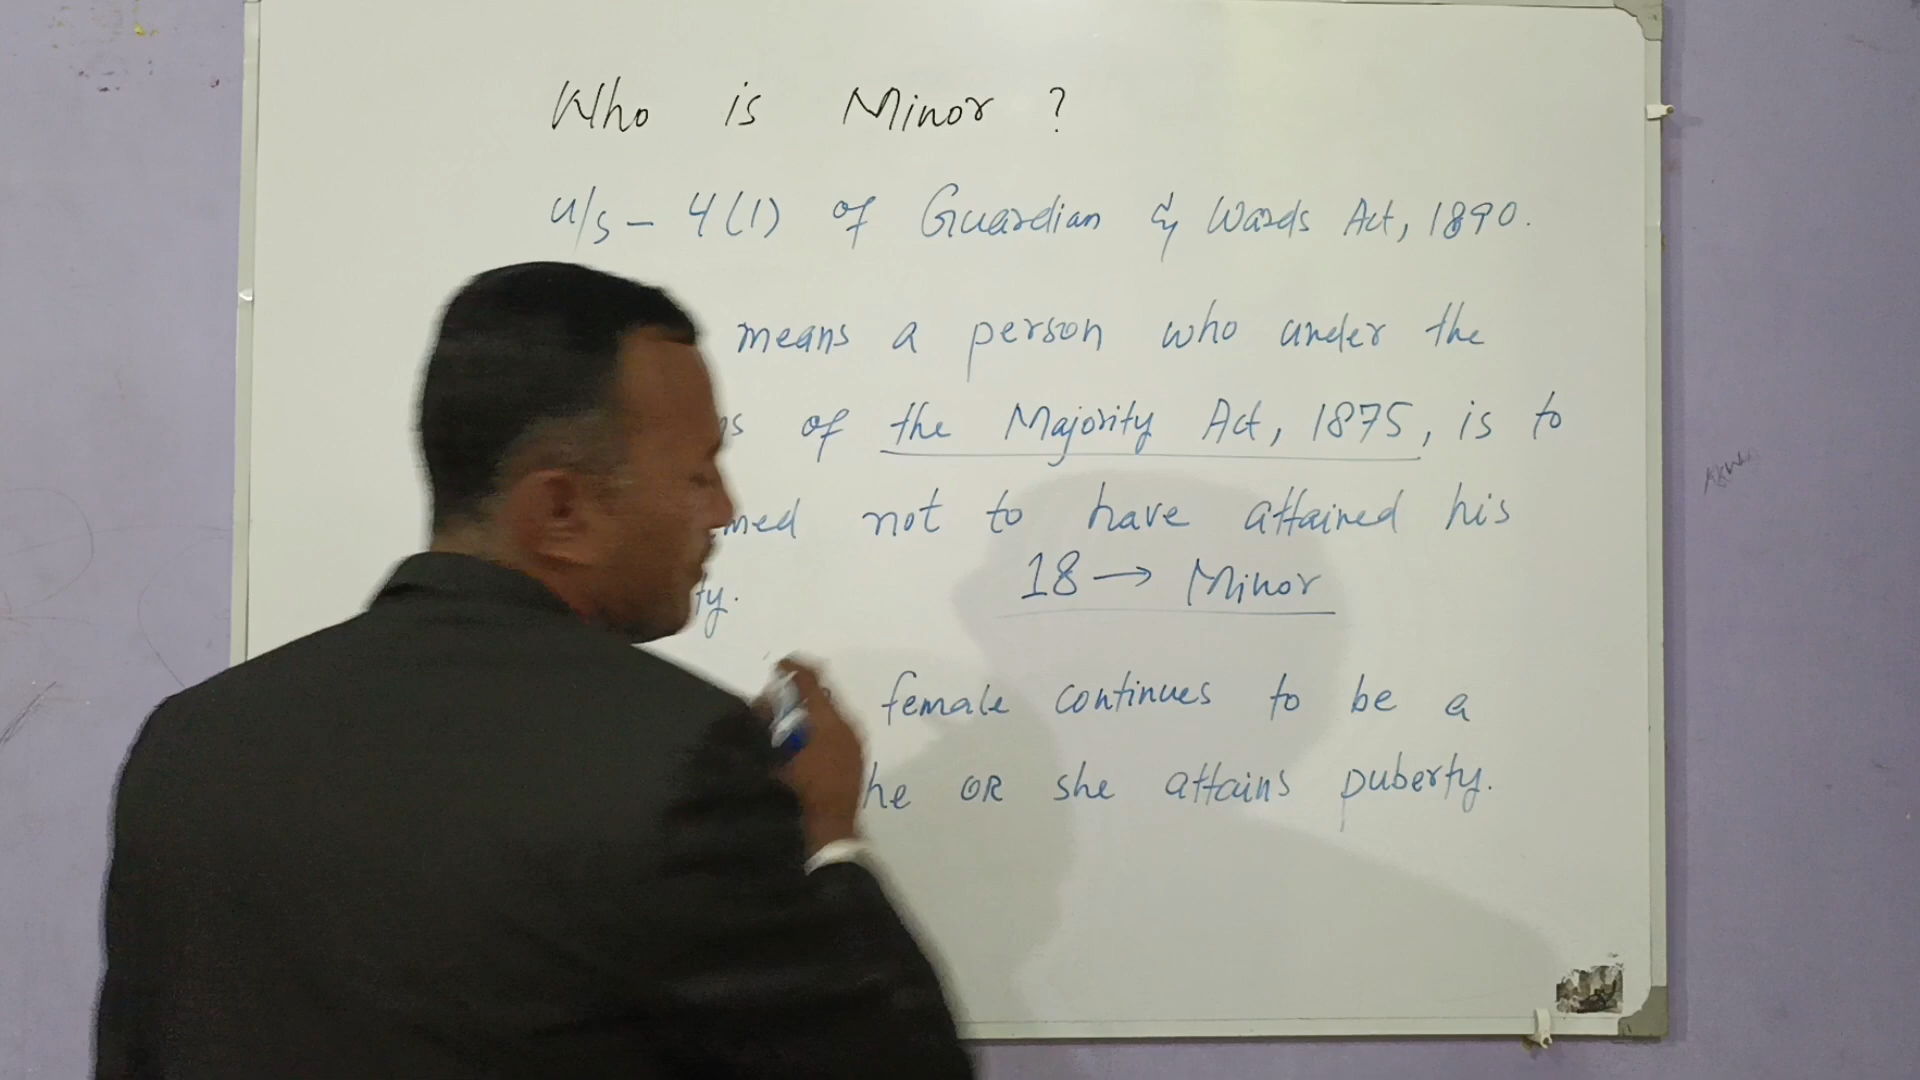 Who is Minor ?
u/s - 4(1) of Guardian & Wards Act, 1890.
means a person who under the
of the Majority Act, 1875, is to
not to have attained his
18 → Minor
female continues to be a
he OR she attains puberty.